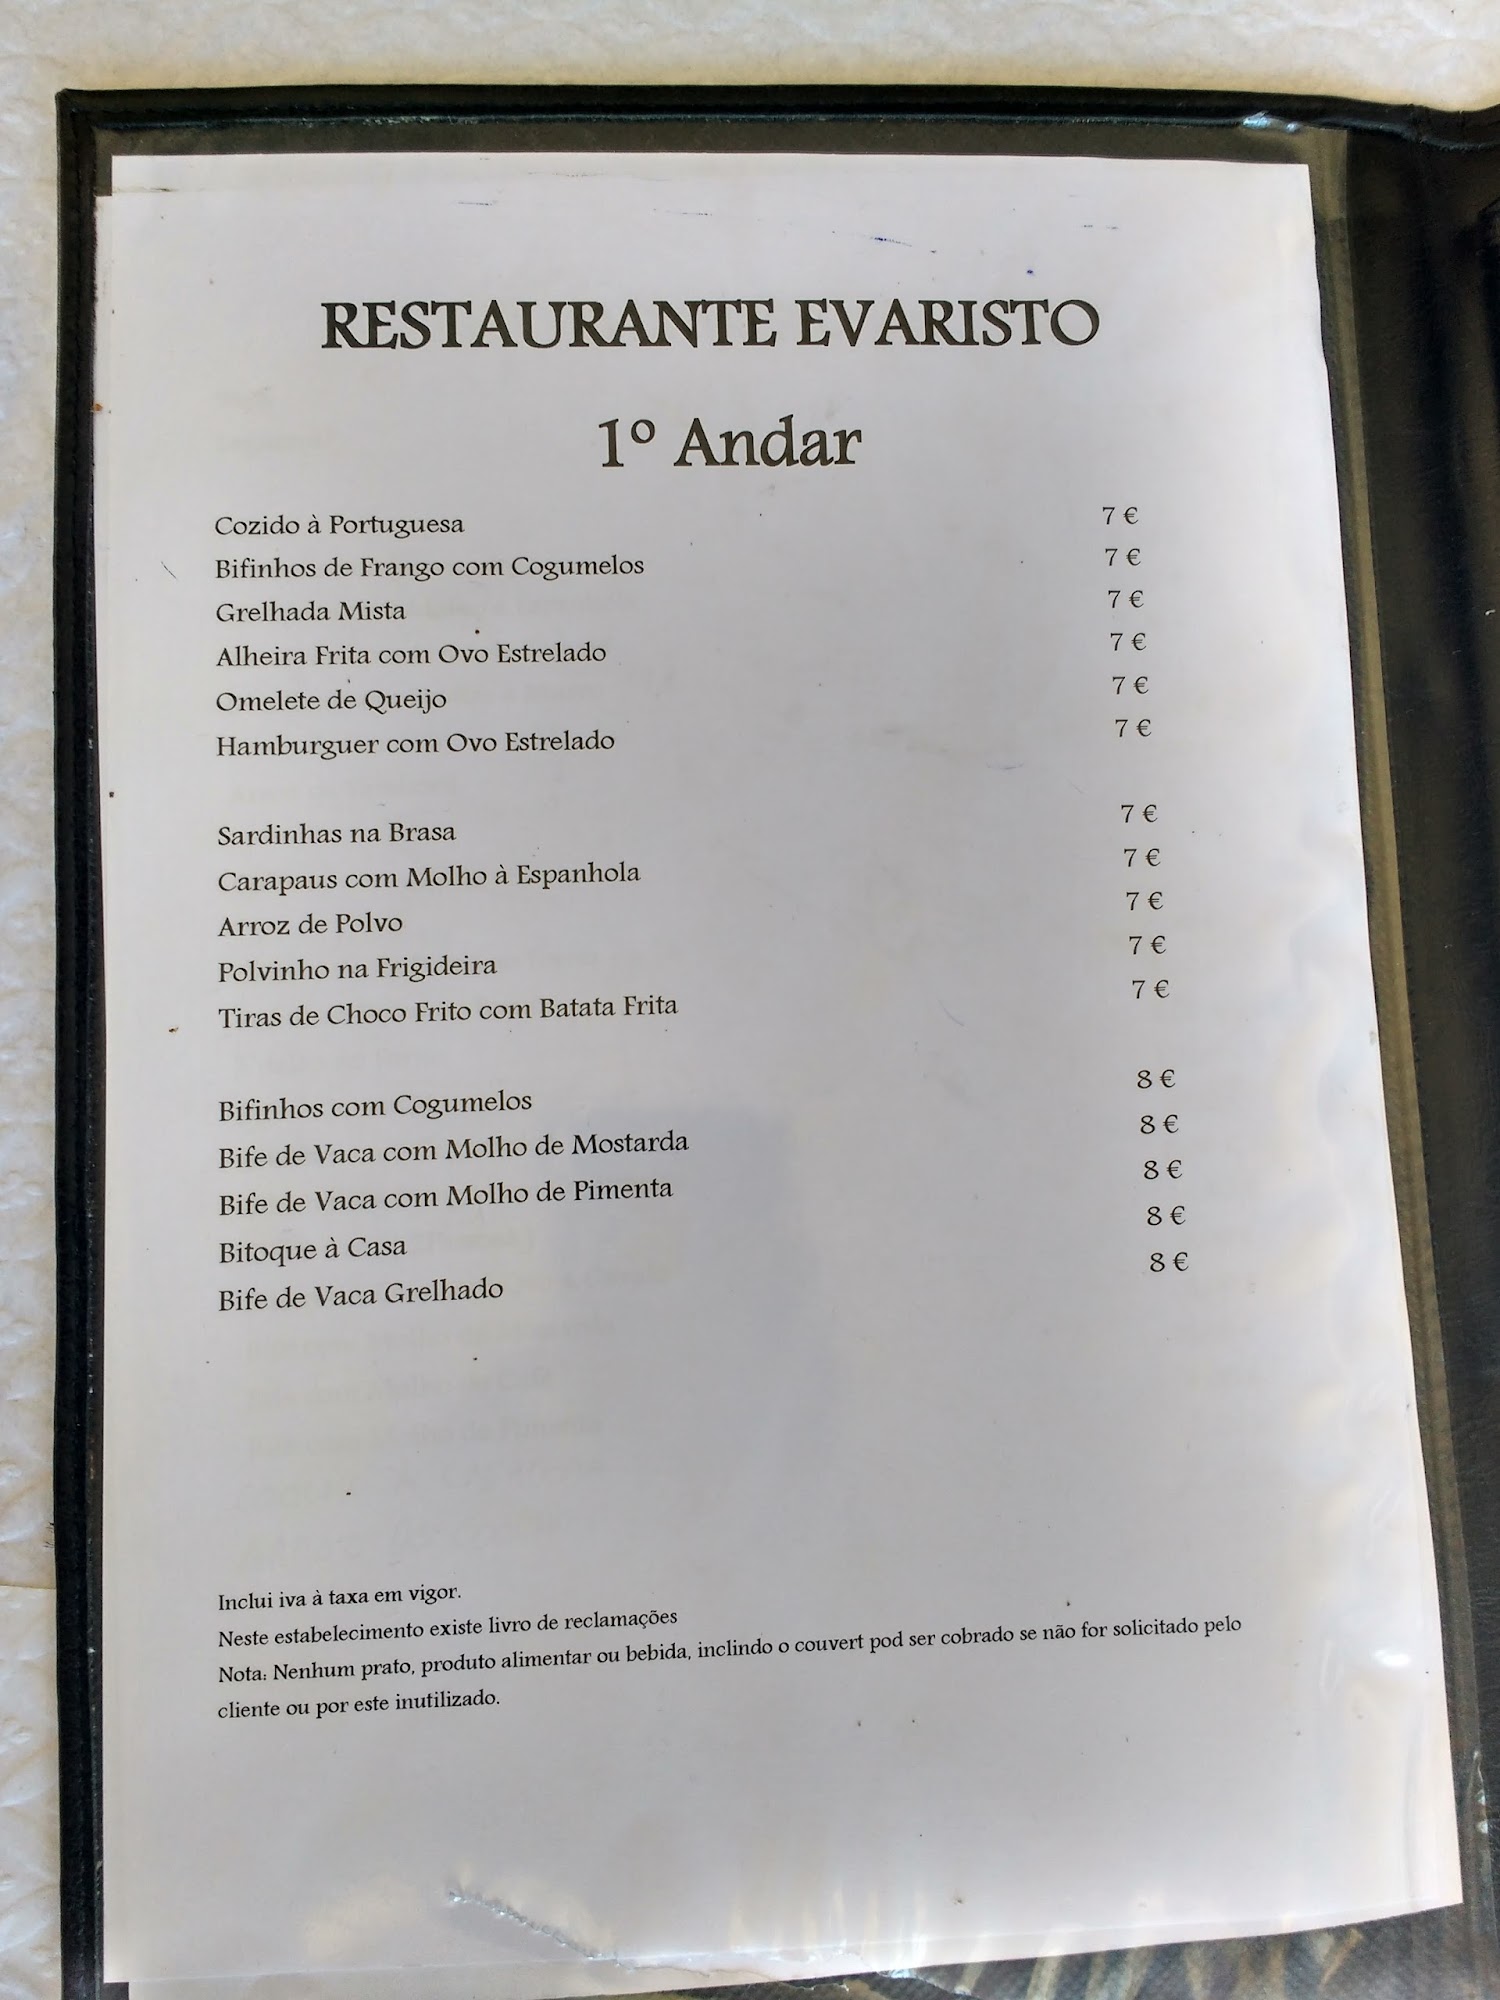 RESTAURANTE EVARISTO
1º Andar
Cozido à Portuguesa 7 €
Bifinhos de Frango com Cogumelos 7 €
Grelhada Mista 7 €
Alheira Frita com Ovo Estrelado 7 €
Omelete de Queijo 7 €
Hamburguer com Ovo Estrelado 7 €
Sardinhas na Brasa 7 €
Carapaus com Molho à Espanhola 7 €
Arroz de Polvo 7 €
Polvinho na Frigideira 7 €
Tiras de Choco Frito com Batata Frita 7 €
Bifinhos com Cogumelos 8 €
Bife de Vaca com Molho de Mostarda 8 €
Bife de Vaca com Molho de Pimenta 8 €
Bitoque à Casa 8 €
Bife de Vaca Grelhado 8 €
Inclui iva à taxa em vigor.
Neste estabelecimento existe livro de reclamações
Nota: Nenhum prato, produto alimentar ou bebida, inclindo o couvert pod ser cobrado se não for solicitado pelo
cliente ou por este inutilizado.